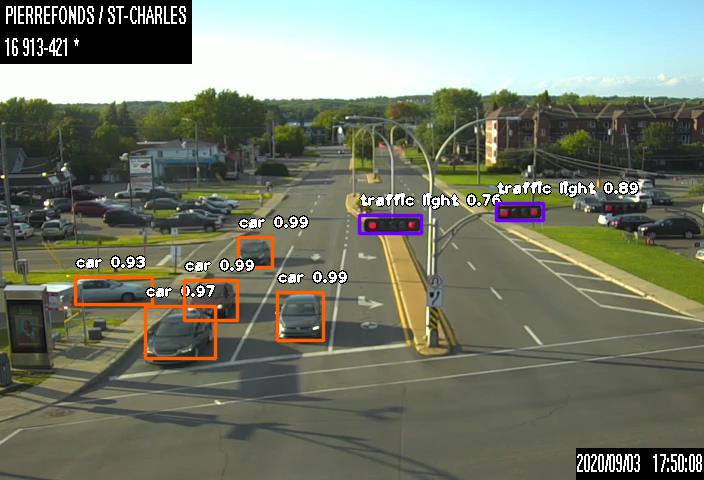 PIERREFONDS / ST-CHARLES
16 913-421 *
traffic light 0.89
traffic light 0.76
car 0.99
car 0.93
car 0.99
car 0.97
car 0.99
2020/09/03 17:50:08